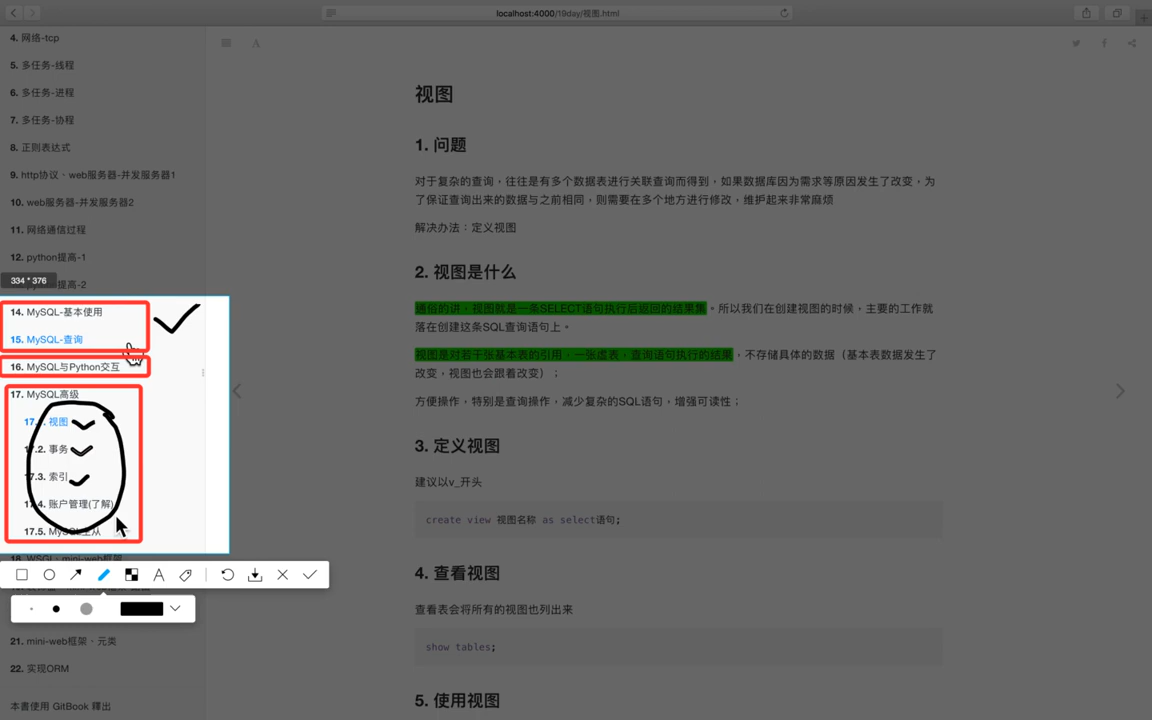 localhost:4000/19day/视图.html
4. 网络-tcp
5. 多任务-线程
6. 多任务-进程
7. 多任务-协程
8. 正则表达式
9. http协议、web服务器-并发服务器1
10. web服务器-并发服务器2
11. 网络通信过程
12. python提高-1
提高-2
334 * 376
14. MySQL-基本使用
15. MySQL-查询
16. MySQL与Python交互
17. MySQL高级
17.1. 视图
17.2. 事务
17.3. 索引
17.4. 账户管理(了解)
17.5. MySQL主从
18. WSGI、mini-web框架
21. mini-web框架、元类
22. 实现ORM
本書使用 GitBook 釋出
A
视图
1. 问题
对于复杂的查询，往往是有多个数据表进行关联查询而得到，如果数据库因为需求等原因发生了改变，为
了保证查询出来的数据与之前相同，则需要在多个地方进行修改，维护起来非常麻烦
解决办法：定义视图
2. 视图是什么
通俗的讲，视图就是一条SELECT语句执行后返回的结果集。所以我们在创建视图的时候，主要的工作就
落在创建这条SQL查询语句上。
视图是对若干张基本表的引用，一张虚表，查询语句执行的结果，不存储具体的数据（基本表数据发生了
改变，视图也会跟着改变）；
方便操作，特别是查询操作，减少复杂的SQL语句，增强可读性；
3. 定义视图
建议以v_开头
create view 视图名称 as select语句;
4. 查看视图
查看表会将所有的视图也列出来
show tables;
5. 使用视图